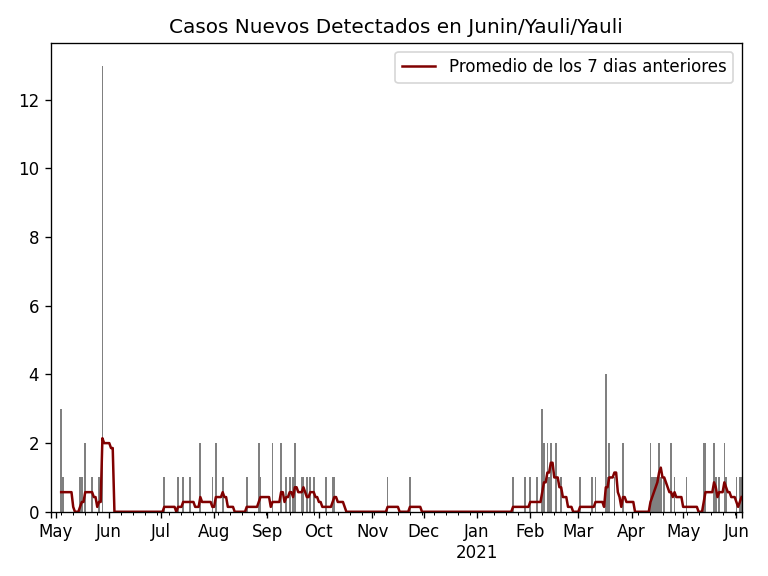 Casos Nuevos Detectados en Junin/Yauli/Yauli
Promedio de los 7 dias anteriores
12
10
8
6
4
2
0
May Jun Jul Aug Sep Oct Nov Dec Jan Feb Mar Apr May Jun
2021